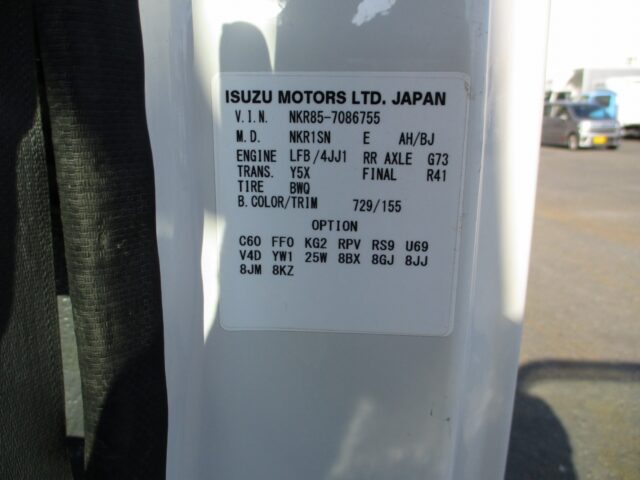 ISUZU MOTORS LTD. JAPAN
V.I.N. NKR85-7086755
M.D. NKR1SN E AH/BJ
ENGINE LFB/4JJ1 RR AXLE G73
TRANS. Y5X FINAL R41
TIRE BWQ
B.COLOR/TRIM 729/155
OPTION
C60 FF0 KG2 RPV RS9 U69
V4D YW1 25W 8BX 8GJ 8JJ
8JM 8KZ